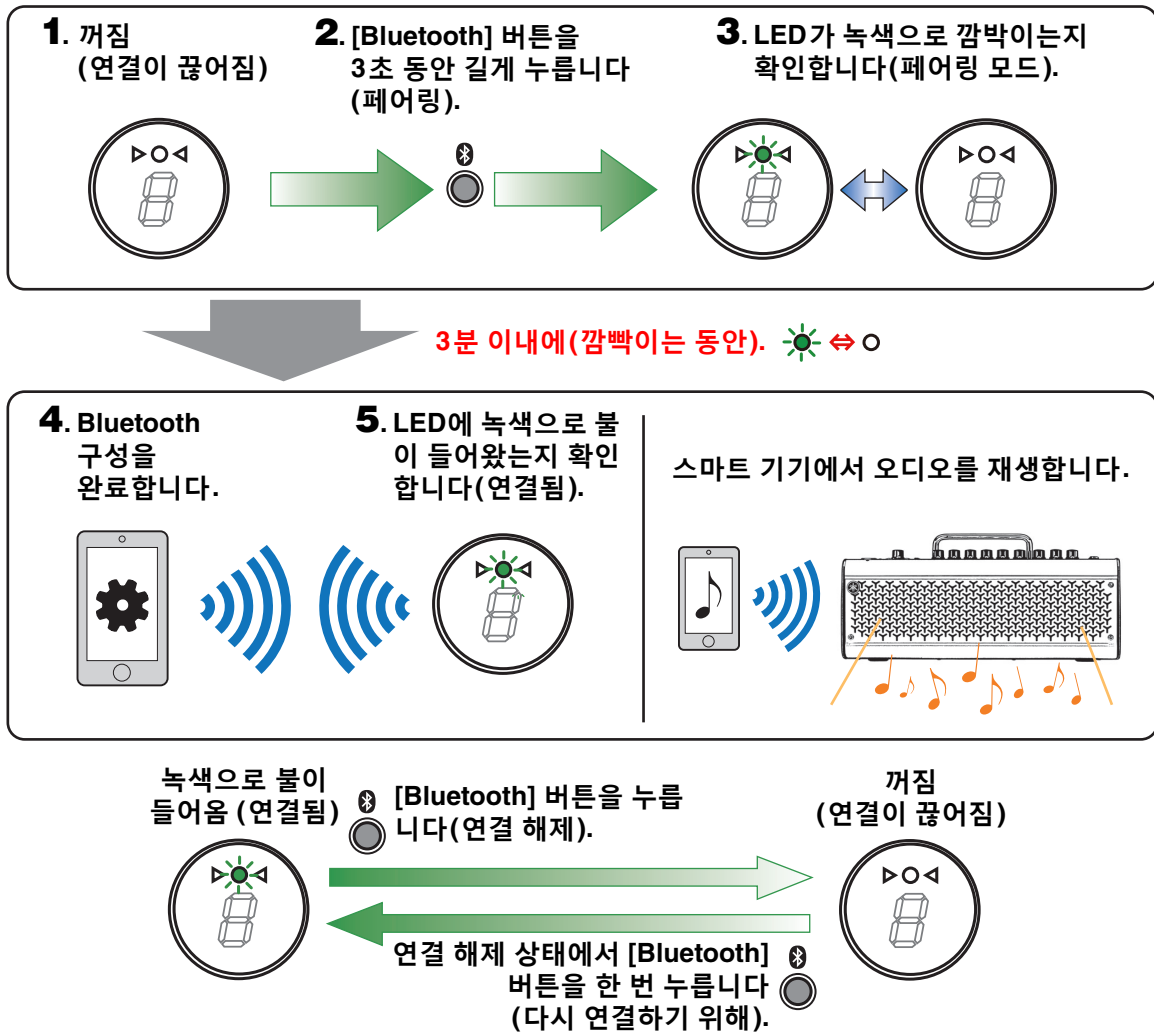 1. 꺼짐
(연결이 끊어짐)
2. [Bluetooth] 버튼을
3초 동안 길게 누릅니다
(페어링).
3. LED가 녹색으로 깜박이는지
확인합니다(페어링 모드).
3분 이내에(깜빡이는 동안).
4. Bluetooth
구성을
완료합니다.
5. LED에 녹색으로 불
이 들어왔는지 확인
합니다(연결됨).
스마트 기기에서 오디오를 재생합니다.
녹색으로 불이
들어옴 (연결됨)
[Bluetooth] 버튼을 누릅
니다(연결 해제).
꺼짐
(연결이 끊어짐)
연결 해제 상태에서 [Bluetooth]
버튼을 한 번 누릅니다
(다시 연결하기 위해).